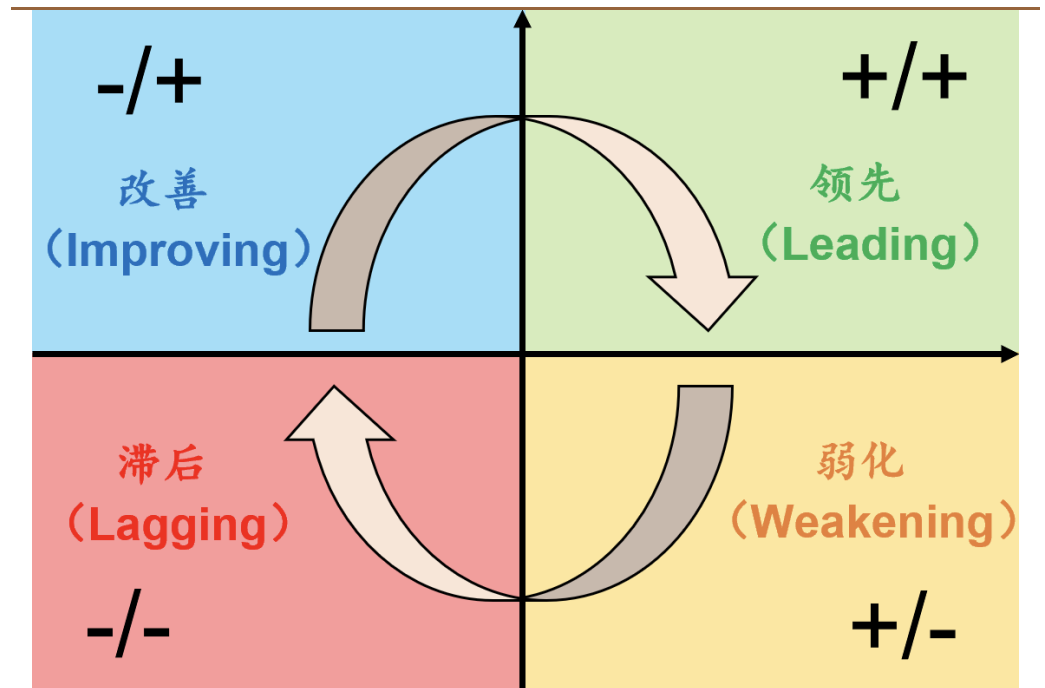 -/+
改善
（Improving）
+/+
领先
（Leading）
滞后
（Lagging）
-/-
弱化
（Weakening）
+/-